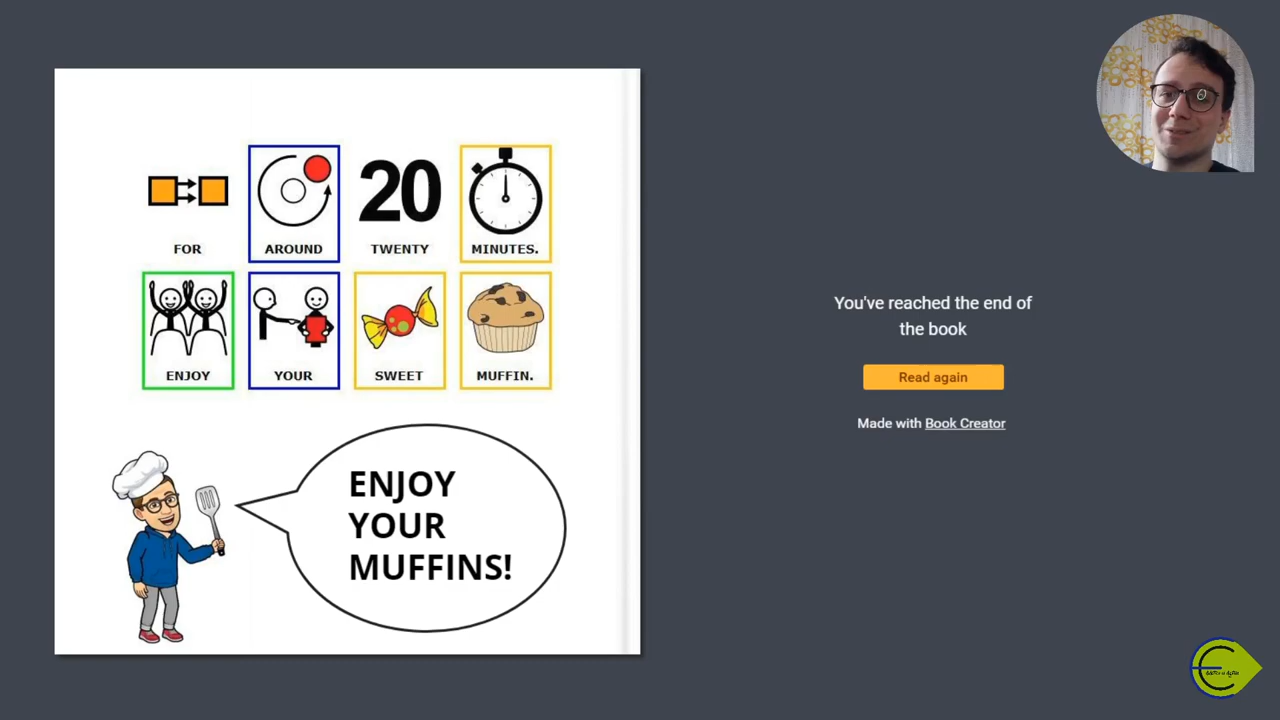 20
FOR AROUND TWENTY MINUTES.
ENJOY YOUR SWEET MUFFIN.
ENJOY
YOUR
MUFFINS!
You've reached the end of
the book
Read again
Made with Book Creator